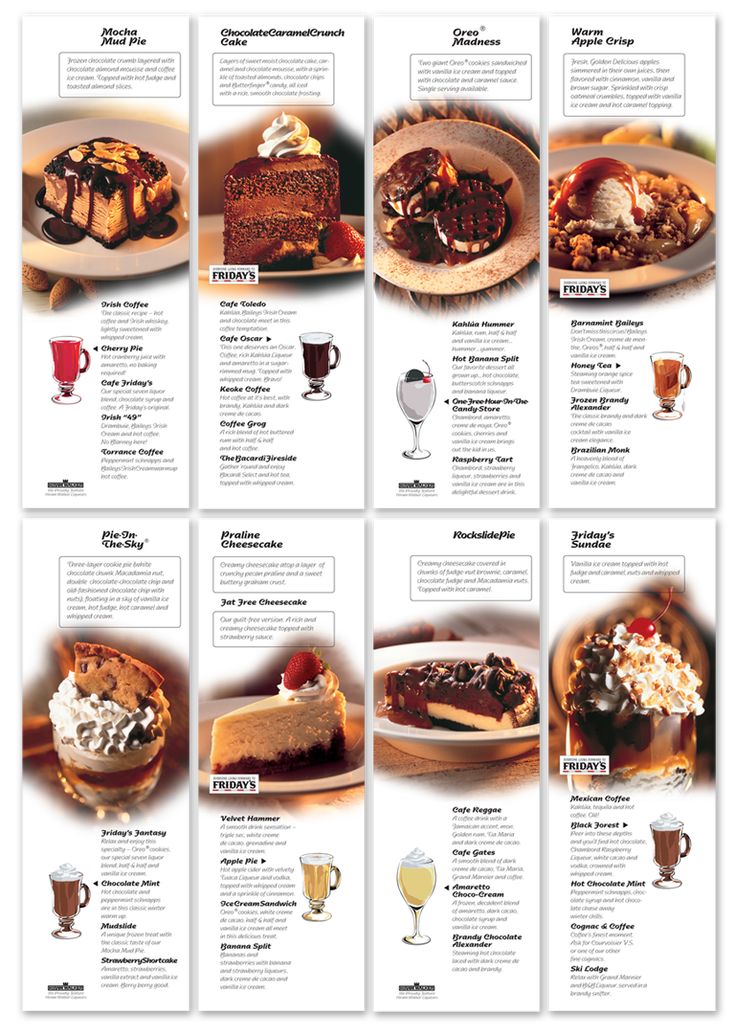 Mocha
Mud Pie
Frozen chocolate crumb layered with
chocolate almond mousse and coffee
ice cream. Topped with hot fudge and
toasted almond slices.
Irish Coffee
The classic recipe – hot
coffee and Irish whiskey,
lightly sweetened with
whipped cream.
Cherry Pie
Hot cranberry juice with
amaretto, no baking
required!
Cafe Friday's
Our special seven liquor
blend, chocolate syrup and
coffee. A Friday's original.
Irish "49"
Drambuie, Baileys Irish
Cream and hot coffee.
No Blarney here!
Torrance Coffee
Peppermint schnapps and
Baileys Irish Cream warm up
hot coffee.
ChocolateCaramelCrunch
Cake
Layers of sweet moist chocolate cake, car-
amel and chocolate mousse, with a sprin-
kle of toasted almonds, chocolate chips
and Butterfinger® candy, all iced
with a rich, smooth chocolate frosting.
FRIDAY'S
Cafe Toledo
Kahlúa, Baileys Irish Cream
and chocolate meet in this
coffee temptation.
Cafe Oscar
This one deserves an Oscar.
Coffee, rich Kahlua Liqueur
and amaretto in a sugar-
rimmed mug. Topped with
whipped cream. Bravo!
Keoke Coffee
Hot coffee at it's best, with
brandy, Kahlúa and dark
creme de cacao.
Coffee Grog
A rich blend of hot buttered
rum with half & half
and hot coffee.
TheBacardiFireside
Gather 'round and enjoy
Bacardi Select and hot tea,
topped with whipped cream.
Oreo®
Madness
Two giant Oreo® cookies sandwiched
with vanilla ice cream and topped
with chocolate and caramel sauce.
Single serving available.
Kahlúa Hummer
Kahlúa, rum, half & half
and vanilla ice cream...
hummer... yummer.
Hot Banana Split
Our favorite dessert all
grown up... hot chocolate,
butterscotch schnapps
and banana liqueur.
One-Free-Hour-In-The
Candy-Store
Chambord, amaretto,
creme de noya, Oreo®
cookies, cherries and
vanilla ice cream brings
out the kid in us.
Raspberry Tart
Chambord, strawberry
liqueur, strawberries and
vanilla ice cream are in this
delightful dessert drink.
Warm
Apple Crisp
Fresh, Golden Delicious apples
simmered in their own juices, then
flavored with cinnamon, vanilla and
brown sugar. Sprinkled with crisp
oatmeal crumbles, topped with vanilla
ice cream and hot caramel topping.
FRIDAY'S
Barnamint Baileys
Don't miss this circus! Baileys
Irish Cream, creme de men-
the, Oreos®, half & half and
vanilla ice cream.
Honey Tea
Steaming orange spice
tea sweetened with
Drambuie Liqueur.
Frozen Brandy
Alexander
The classic brandy and dark
creme de cacao
cocktail with vanilla
ice cream elegance.
Brazilian Monk
A heavenly blend of
Frangelico, Kahlúa, dark
creme de cacao and
vanilla ice cream.
Pie-In-
The-Sky®
Three-layer cookie pie (white
chocolate chunk Macadamia nut,
double chocolate-chocolate chip and
old-fashioned chocolate chip with
nuts), floating in a sky of vanilla ice
cream, hot fudge, hot caramel and
whipped cream.
Friday's Fantasy
Relax and enjoy this
specialty – Oreo® cookies,
our special seven liquor
blend, half & half and
vanilla ice cream.
Chocolate Mint
Hot chocolate and
peppermint schnapps
are in this classic winter
warm up.
Mudslide
A unique frozen treat with
the classic taste of our
Mocha Mud Pie.
StrawberryShortcake
Amaretto, strawberries,
vanilla extract and vanilla ice
cream. Berry berry good.
Praline
Cheesecake
Creamy cheesecake atop a layer of
crunchy pecan praline and a sweet
buttery graham crust.
Fat Free Cheesecake
Our guilt-free version. A rich and
creamy cheesecake topped with
strawberry sauce.
FRIDAY'S
Velvet Hammer
A smooth drink sensation –
triple sec, white creme
de cacao, grenadine and
vanilla ice cream.
Apple Pie
Hot apple cider with velvety
Tuaca Liqueur and vodka,
topped with whipped cream
and a sprinkle of cinnamon.
IceCreamSandwich
Oreo® cookies, white creme
de cacao, half & half and
vanilla ice cream all meet
in this delicious treat.
Banana Split
Bananas and
strawberries with banana
and strawberry liqueurs,
dark creme de cacao and
vanilla ice cream.
RockslidePie
Creamy cheesecake covered in
chunks of fudge-nut brownie, caramel,
chocolate fudge and Macadamia nuts.
Topped with hot caramel.
Cafe Reggae
A coffee drink with a
Jamaican accent, mon.
Golden rum, Tia Maria
and dark creme de cacao.
Cafe Gates
A smooth blend of dark
creme de cacao, Tia Maria,
Grand Marnier and coffee.
Amaretto
Choco-Cream
A frozen, decadent blend
of amaretto, dark cacao,
chocolate syrup and
vanilla ice cream.
Brandy Chocolate
Alexander
Steaming hot chocolate
laced with dark creme de
cacao and brandy.
Friday's
Sundae
Vanilla ice cream topped with hot
fudge and caramel, nuts and whipped
cream.
FRIDAY'S
Mexican Coffee
Kahlúa, tequila and hot
coffee. Olé!
Black Forest
Peer into these depths
and you'll find hot chocolate,
Chambord Raspberry
Liqueur, white cacao and
vodka, crowned with
whipped cream.
Hot Chocolate Mint
Peppermint schnapps, choc-
olate syrup and hot choco-
late chase away
winter chills.
Cognac & Coffee
Coffee's finest moment.
Ask for Courvoisier V.S.
or one of our other
fine cognacs.
Ski Lodge
Relax with Grand Marnier
and B&B Liqueur, served in a
brandy snifter.